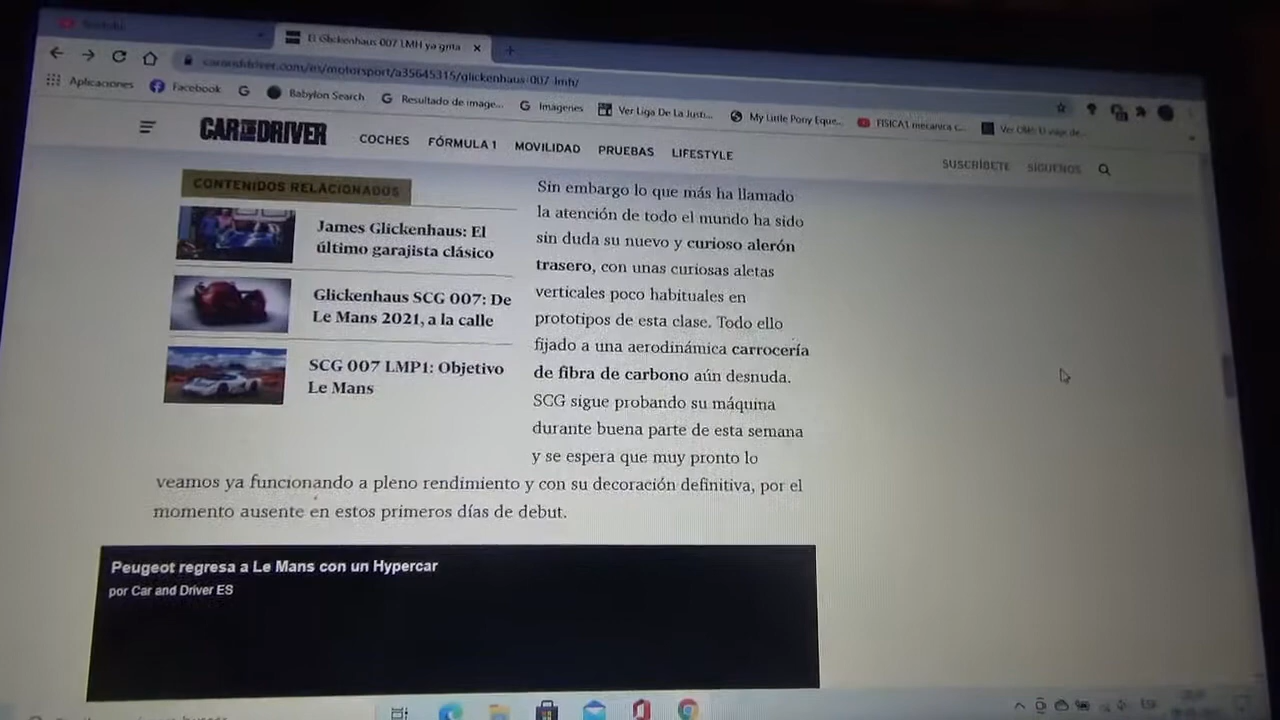 Youtube
El Glickenhaus 007 LMH ya grita
caranddriver.com/es/motorsport/a35645315/glickenhaus-007-lmh/
Aplicaciones
Facebook
Babylon Search
Resultado de image...
Imágenes
Ver Liga De La Justi...
My Little Pony Eque...
FISICA1 mecanica c...
CAR AND DRIVER
COCHES
FÓRMULA 1
MOVILIDAD
PRUEBAS
LIFESTYLE
SUSCRÍBETE
SÍGUENOS
CONTENIDOS RELACIONADOS
James Glickenhaus: El
último garajista clásico
Glickenhaus SCG 007: De
Le Mans 2021, a la calle
SCG 007 LMP1: Objetivo
Le Mans
Sin embargo lo que más ha llamado
la atención de todo el mundo ha sido
sin duda su nuevo y curioso alerón
trasero, con unas curiosas aletas
verticales poco habituales en
prototipos de esta clase. Todo ello
fijado a una aerodinámica carrocería
de fibra de carbono aún desnuda.
SCG sigue probando su máquina
durante buena parte de esta semana
y se espera que muy pronto lo
veamos ya funcionando a pleno rendimiento y con su decoración definitiva, por el
momento ausente en estos primeros días de debut.
Peugeot regresa a Le Mans con un Hypercar
por Car and Driver ES